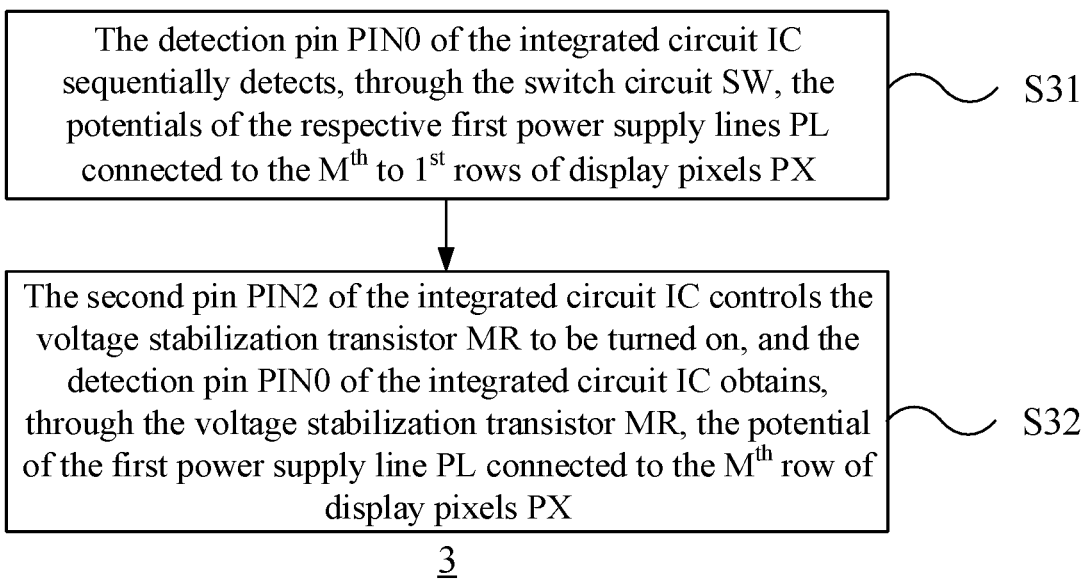 The detection pin PIN0 of the integrated circuit IC
sequentially detects, through the switch circuit SW, the
potentials of the respective first power supply lines PL
connected to the Mth to 1st rows of display pixels PX
S31
The second pin PIN2 of the integrated circuit IC controls the
voltage stabilization transistor MR to be turned on, and the
detection pin PIN0 of the integrated circuit IC obtains,
through the voltage stabilization transistor MR, the potential
of the first power supply line PL connected to the Mth row of
display pixels PX
S32
3